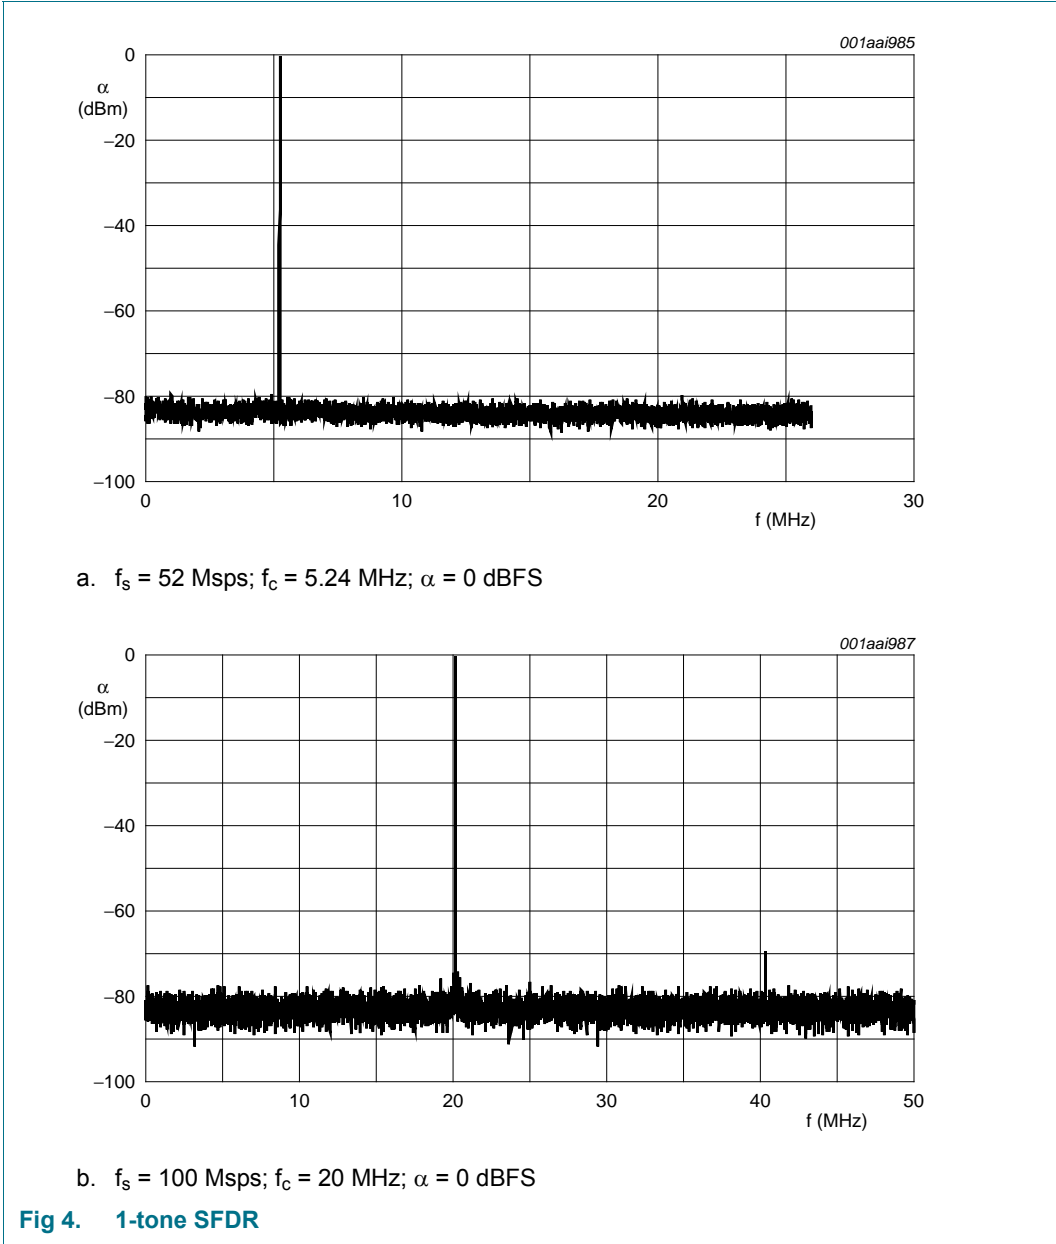 001aai985
0
α
(dBm)
−20
−40
−60
−80
−100
0 10 20 30
f (MHz)
a. fs = 52 Msps; fc = 5.24 MHz; α = 0 dBFS
001aai987
0
α
(dBm)
−20
−40
−60
−80
−100
0 10 20 30 40 50
f (MHz)
b. fs = 100 Msps; fc = 20 MHz; α = 0 dBFS
Fig 4. 1-tone SFDR